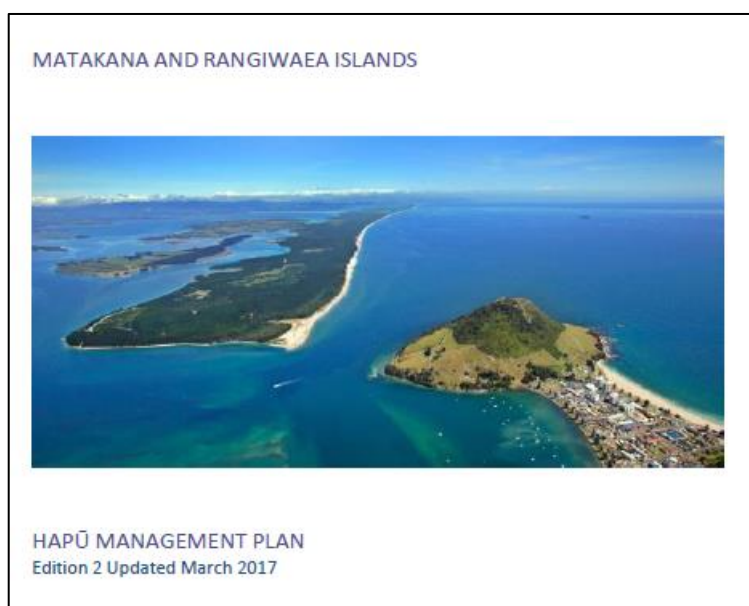 MATAKANA AND RANGIWAEA ISLANDS
HAPŪ MANAGEMENT PLAN
Edition 2 Updated March 2017